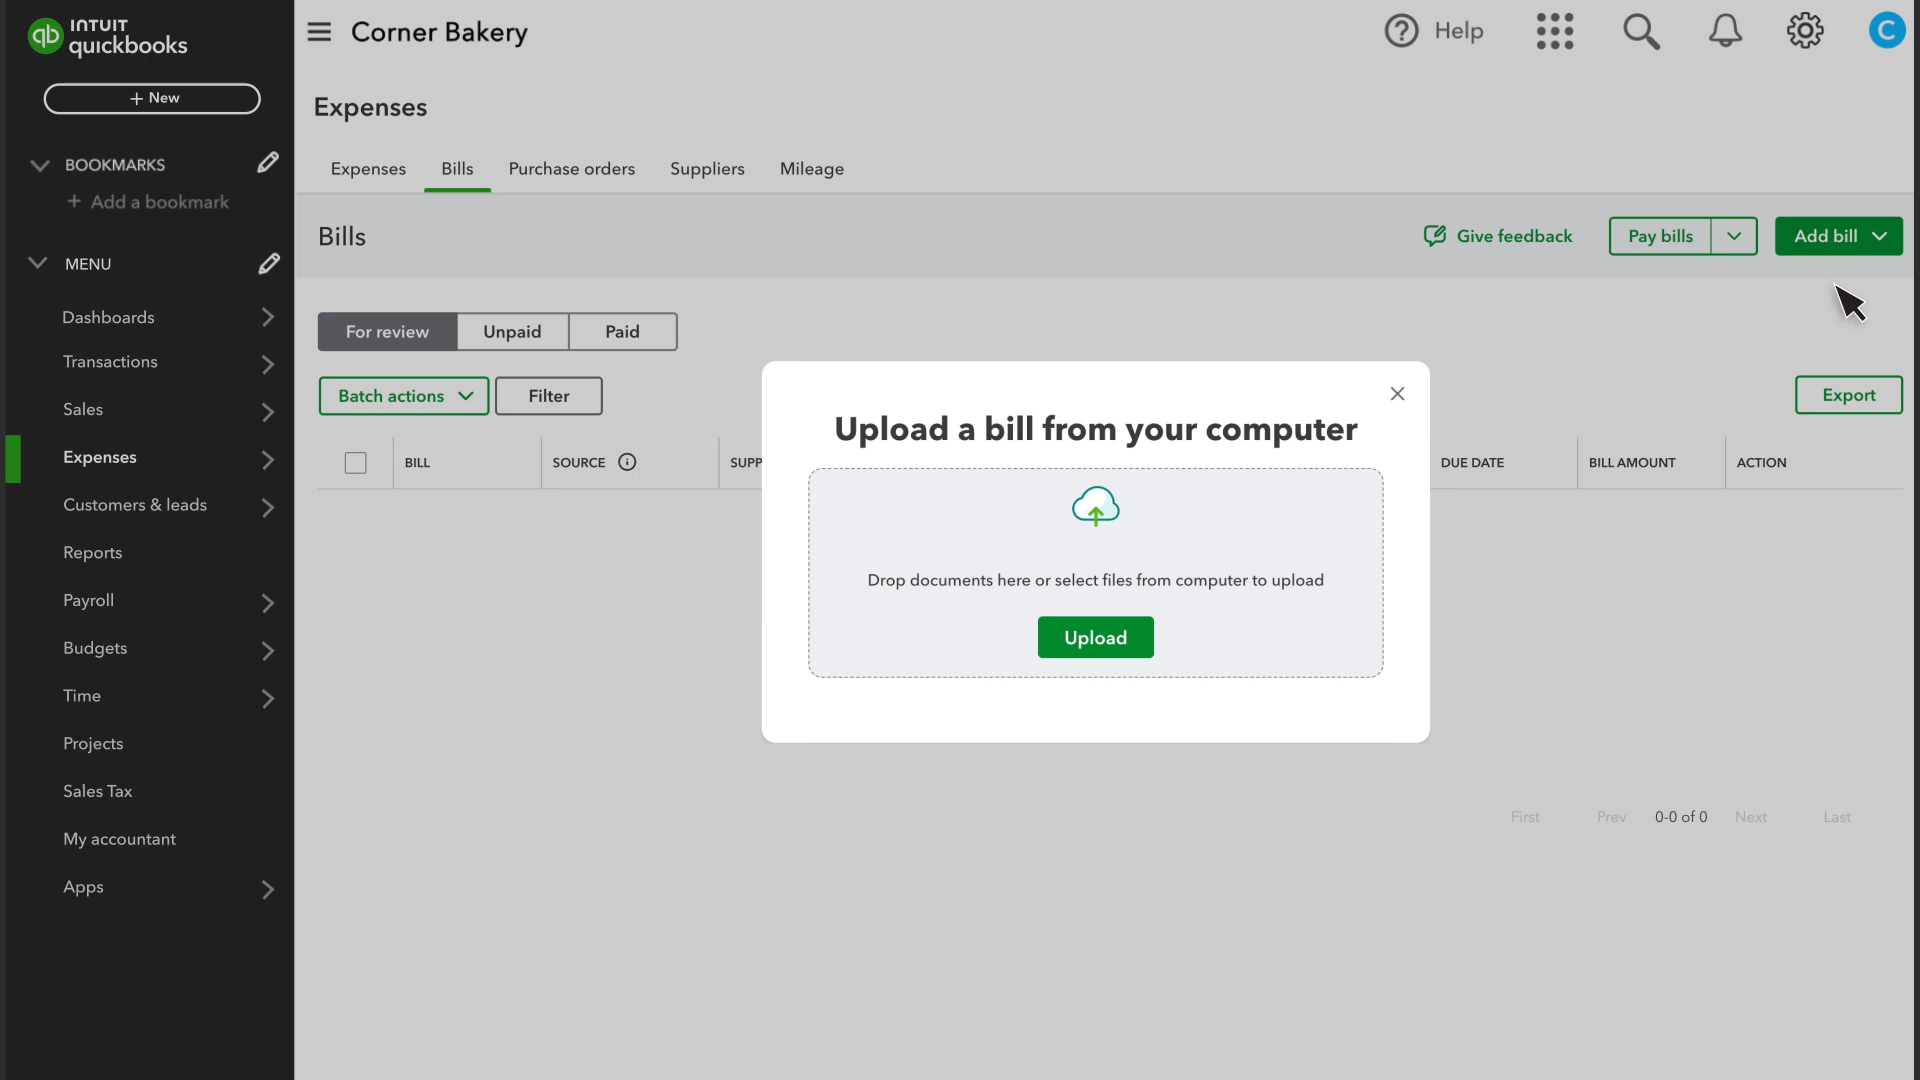 INTUIT
quickbooks
Corner Bakery
Help
C
+ New
Expenses
BOOKMARKS
+ Add a bookmark
Expenses Bills Purchase orders Suppliers Mileage
MENU
Bills
Give feedback
Pay bills
Add bill
Dashboards
Transactions
Sales
Expenses
Customers & leads
Reports
Payroll
Budgets
Time
Projects
Sales Tax
My accountant
Apps
For review Unpaid Paid
Batch actions Filter
Export
BILL SOURCE SUPP DUE DATE BILL AMOUNT ACTION
Upload a bill from your computer
Drop documents here or select files from computer to upload
Upload
First Prev 0-0 of 0 Next Last